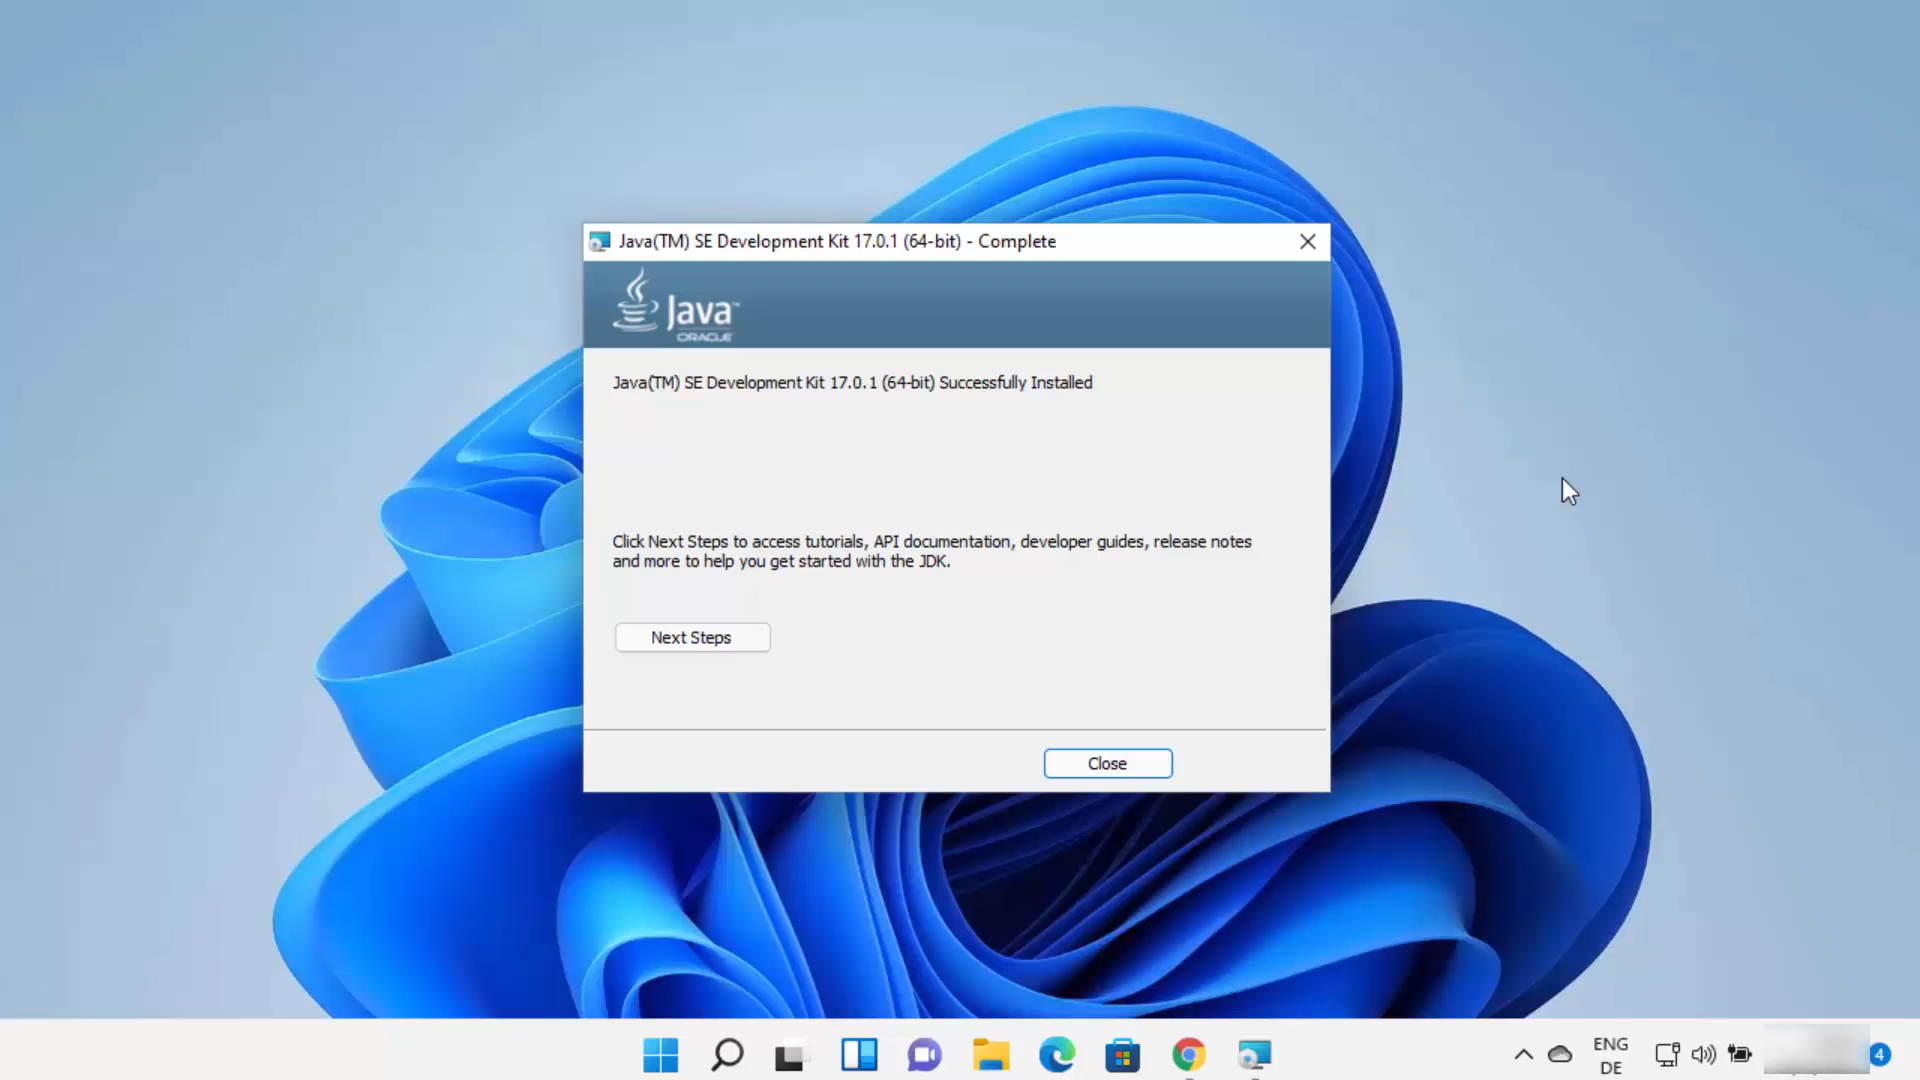 Java(TM) SE Development Kit 17.0.1 (64-bit) - Complete
Java™
ORACLE
Java(TM) SE Development Kit 17.0.1 (64-bit) Successfully Installed
Click Next Steps to access tutorials, API documentation, developer guides, release notes
and more to help you get started with the JDK.
Next Steps
Close
ENG
DE
4